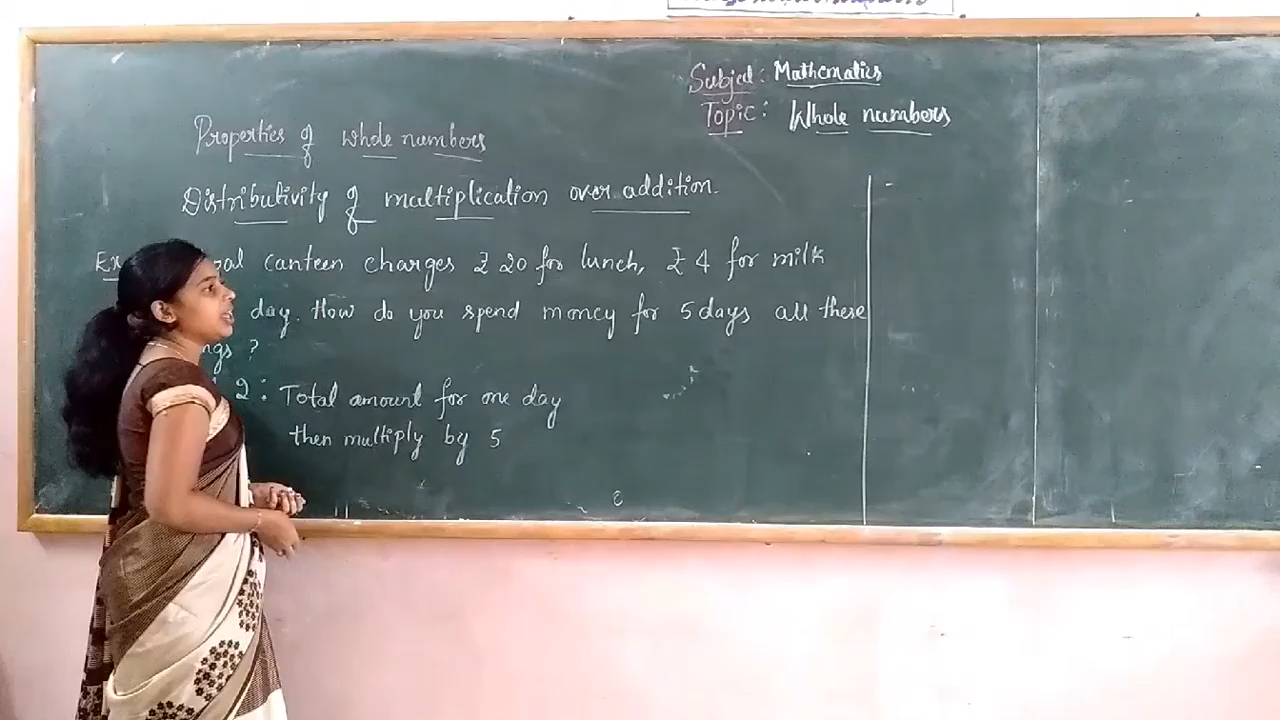 Subject: Mathematics
Topic: Whole numbers
Properties of whole numbers
Distributivity of multiplication over addition.
canteen charges ₹ 20 for lunch, ₹ 4 for milk
day. How do you spend money for 5 days all these
ngs ?
2: Total amount for one day
then multiply by 5